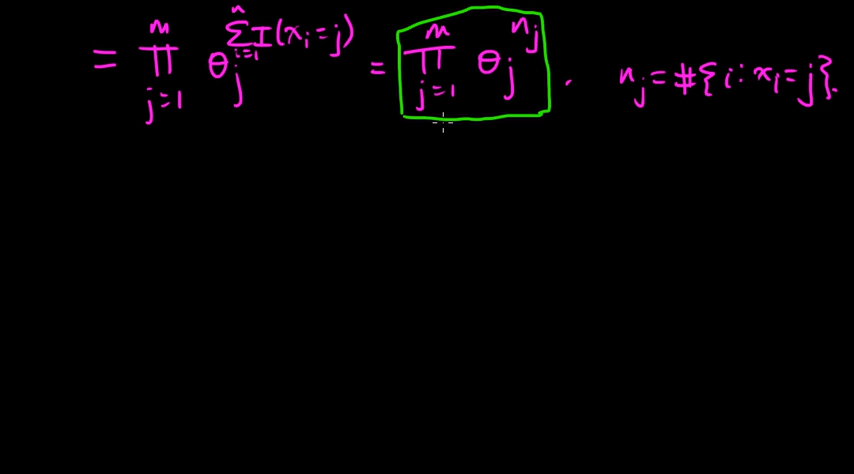 = ∏_{j=1}^{m} θ_j^{∑_{i=1}^{n} I(x_i = j)} = ∏_{j=1}^{m} θ_j^{n_j} . n_j = #{i : x_i = j}.